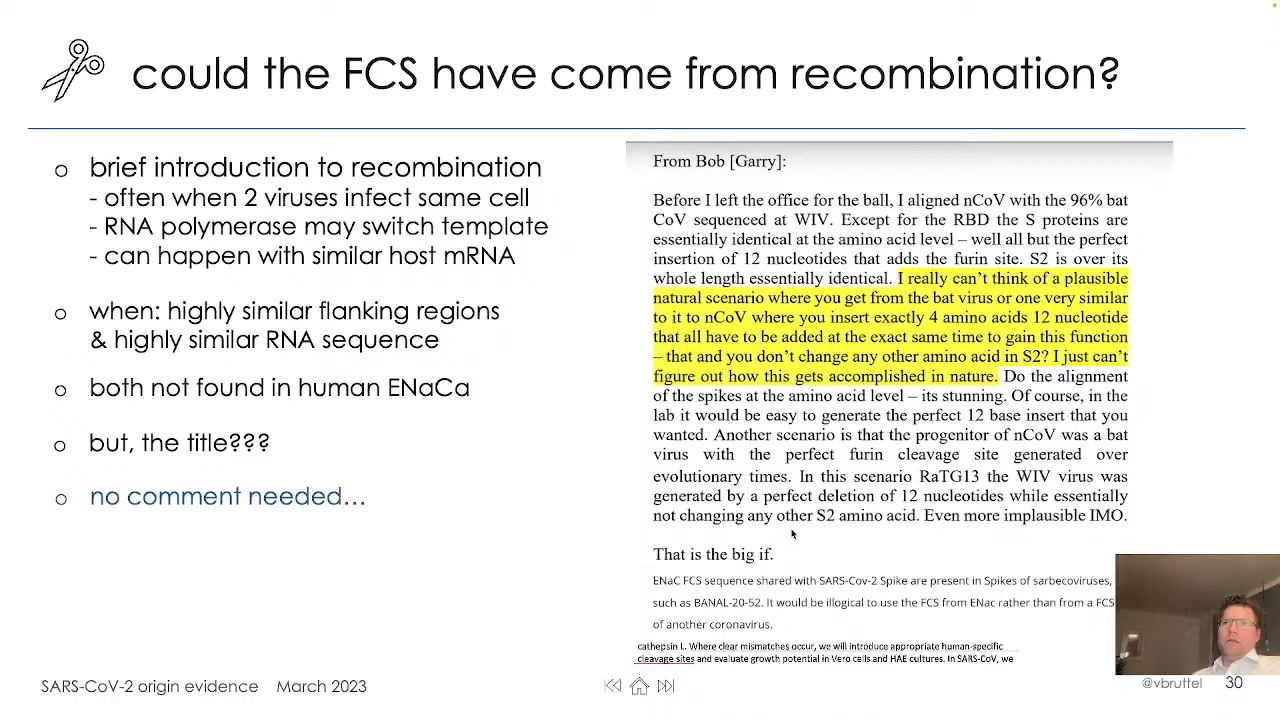 could the FCS have come from recombination?
o brief introduction to recombination
- often when 2 viruses infect same cell
- RNA polymerase may switch template
- can happen with similar host mRNA
o when: highly similar flanking regions
& highly similar RNA sequence
o both not found in human ENaCa
o but, the title???
o no comment needed…
From Bob [Garry]:
Before I left the office for the ball, I aligned nCoV with the 96% bat
CoV sequenced at WIV. Except for the RBD the S proteins are
essentially identical at the amino acid level – well all but the perfect
insertion of 12 nucleotides that adds the furin site. S2 is over its
whole length essentially identical. I really can't think of a plausible
natural scenario where you get from the bat virus or one very similar
to it to nCoV where you insert exactly 4 amino acids 12 nucleotide
that all have to be added at the exact same time to gain this function
– that and you don't change any other amino acid in S2? I just can't
figure out how this gets accomplished in nature. Do the alignment
of the spikes at the amino acid level – its stunning. Of course, in the
lab it would be easy to generate the perfect 12 base insert that you
wanted. Another scenario is that the progenitor of nCoV was a bat
virus with the perfect furin cleavage site generated over
evolutionary times. In this scenario RaTG13 the WIV virus was
generated by a perfect deletion of 12 nucleotides while essentially
not changing any other S2 amino acid. Even more implausible IMO.
That is the big if.
ENaC FCS sequence shared with SARS-Cov-2 Spike are present in Spikes of sarbecoviruses,
such as BANAL-20-52. It would be illogical to use the FCS from ENac rather than from a FCS
of another coronavirus.
cathepsin L. Where clear mismatches occur, we will introduce appropriate human-specific
cleavage sites and evaluate growth potential in Vero cells and HAE cultures. In SARS-CoV, we
SARS-CoV-2 origin evidence March 2023
@vbruttel 30